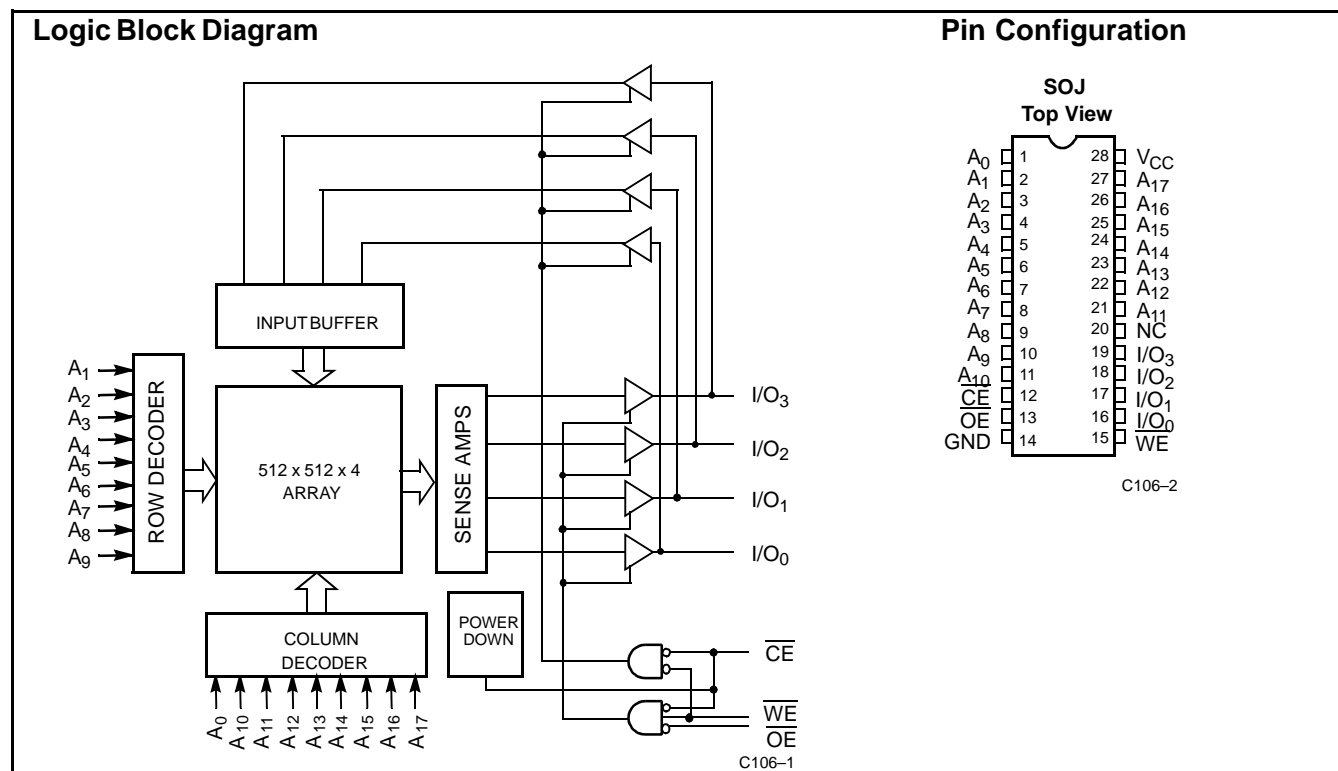 Logic Block Diagram
INPUT BUFFER
A1
A2
A3
A4
A5
A6
A7
A8
A9
ROW DECODER
512 x 512 x 4
ARRAY
SENSE AMPS
I/O3
I/O2
I/O1
I/O0
COLUMN
DECODER
POWER
DOWN
A0
A10
A11
A12
A13
A14
A15
A16
A17
CE
WE
OE
C106–1
Pin Configuration
SOJ
Top View
A0 1 28 VCC
A1 2 27 A17
A2 3 26 A16
A3 4 25 A15
A4 5 24 A14
A5 6 23 A13
A6 7 22 A12
A7 8 21 A11
A8 9 20 NC
A9 10 19 I/O3
A10 11 18 I/O2
CE 12 17 I/O1
OE 13 16 I/O0
GND 14 15 WE
C106–2